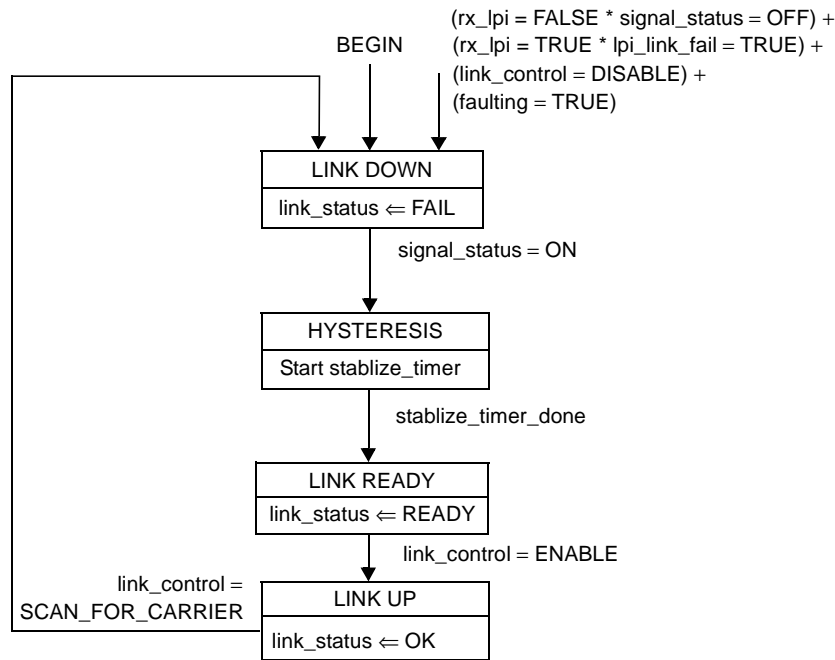 (rx_lpi = FALSE * signal_status = OFF) +
(rx_lpi = TRUE * lpi_link_fail = TRUE) +
(link_control = DISABLE) +
(faulting = TRUE)
BEGIN
LINK DOWN
link_status ⇐ FAIL
signal_status = ON
HYSTERESIS
Start stablize_timer
stablize_timer_done
LINK READY
link_status ⇐ READY
link_control = ENABLE
link_control =
SCAN_FOR_CARRIER
LINK UP
link_status ⇐ OK